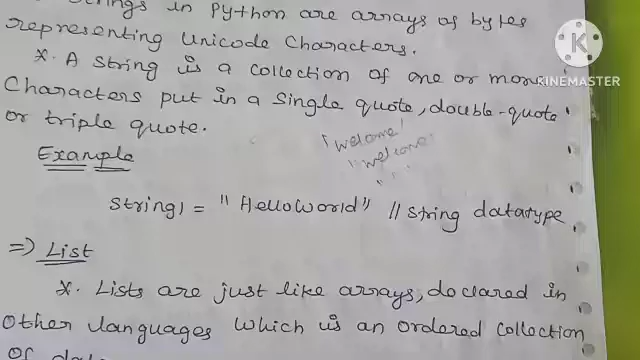 Strings in Python are arrays of bytes
representing Unicode Characters.
*. A string is a collection of one or more
KINEMASTER
Characters put in a single quote, double-quote
or triple quote.
'welcome'
"welcome"
Example
String1 = "HelloWorld" // string datatype
=) List
*. Lists are just like arrays, declared in
other languages which is an ordered collection
of data